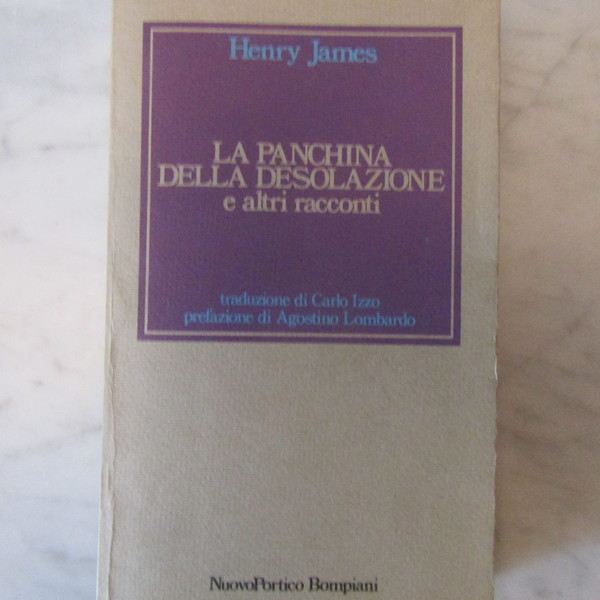 Henry James
LA PANCHINA
DELLA DESOLAZIONE
e altri racconti
traduzione di Carlo Izzo
prefazione di Agostino Lombardo
NuovoPortico Bompiani